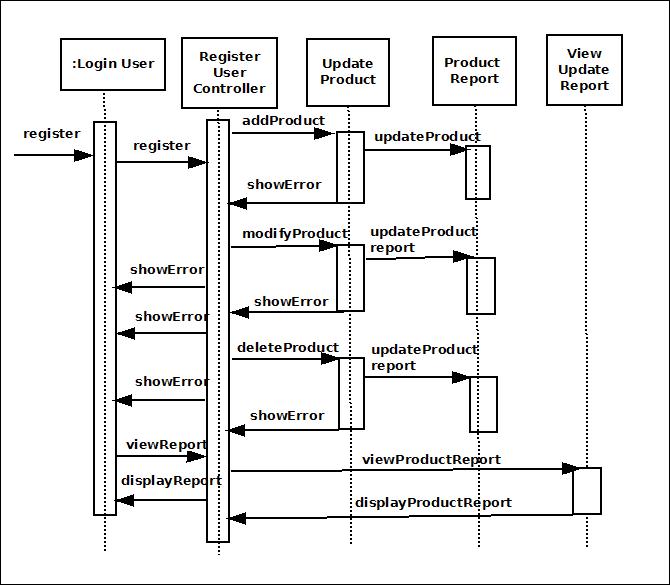 :Login User
Register
User
Controller
Update
Product
Product
Report
View
Update
Report
register
register
addProduct
updateProduct
showError
modifyProduct
updateProduct
report
showError
showError
showError
deleteProduct
updateProduct
report
showError
showError
viewReport
viewProductReport
displayReport
displayProductReport